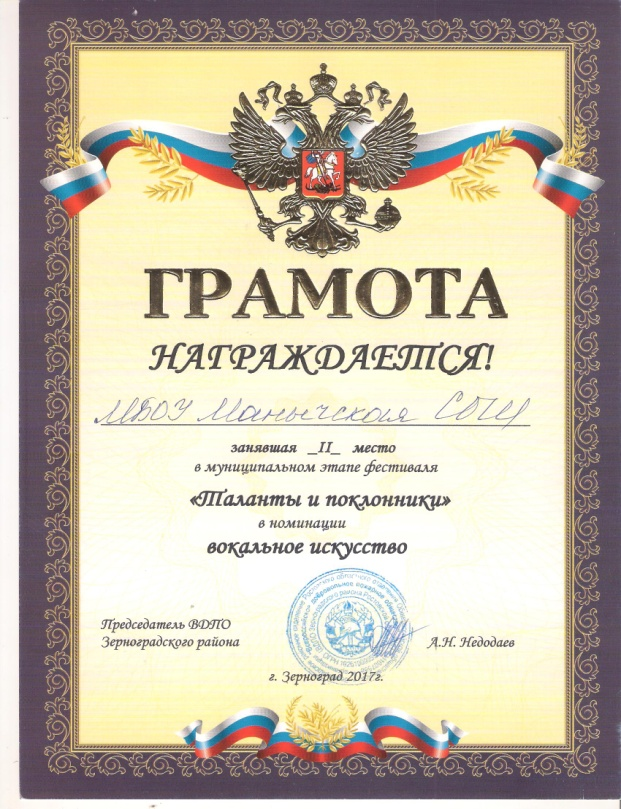 ГРАМОТА
НАГРАЖДАЕТСЯ!
МБОУ Манычская СОШ
занявшая _II_ место
в муниципальном этапе фестиваля
«Таланты и поклонники»
в номинации
вокальное искусство
Председатель ВДПО
Зерноградского района
А.Н. Недодаев
г. Зерноград 2017г.